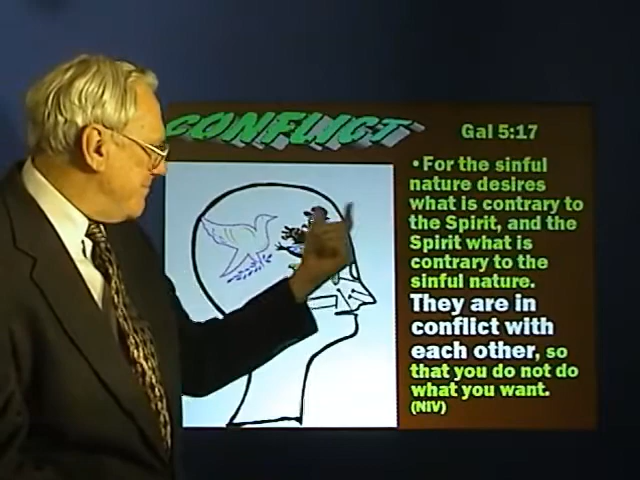 CONFLICT
Gal 5:17
• For the sinful
nature desires
what is contrary to
the Spirit, and the
Spirit what is
contrary to the
sinful nature.
They are in
conflict with
each other, so
that you do not do
what you want.
(NIV)